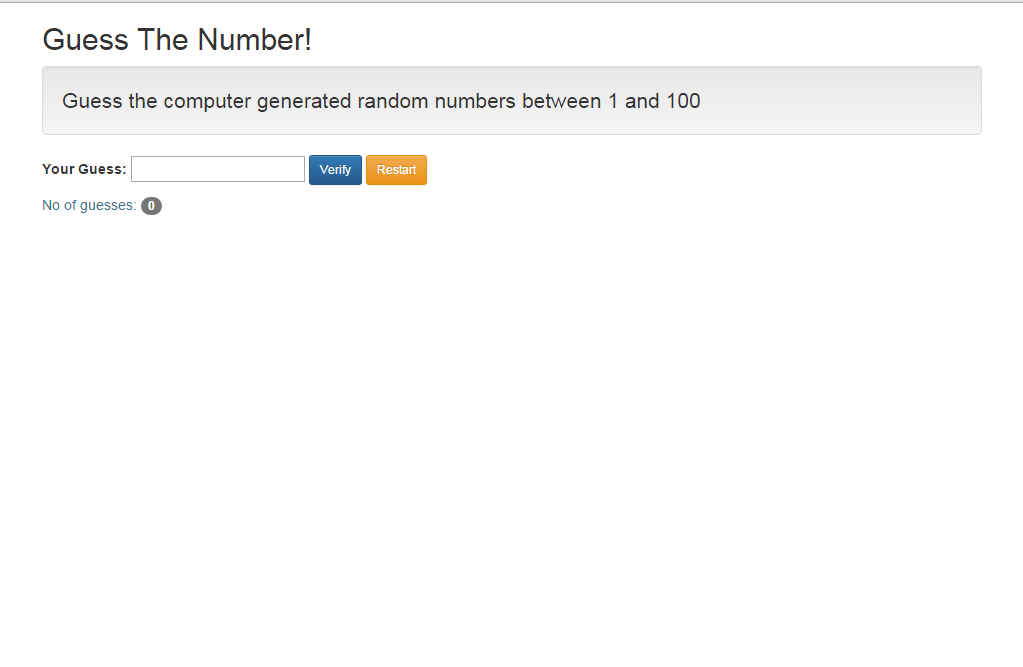 Guess The Number!
Guess the computer generated random numbers between 1 and 100
Your Guess: Verify Restart
No of guesses: 0